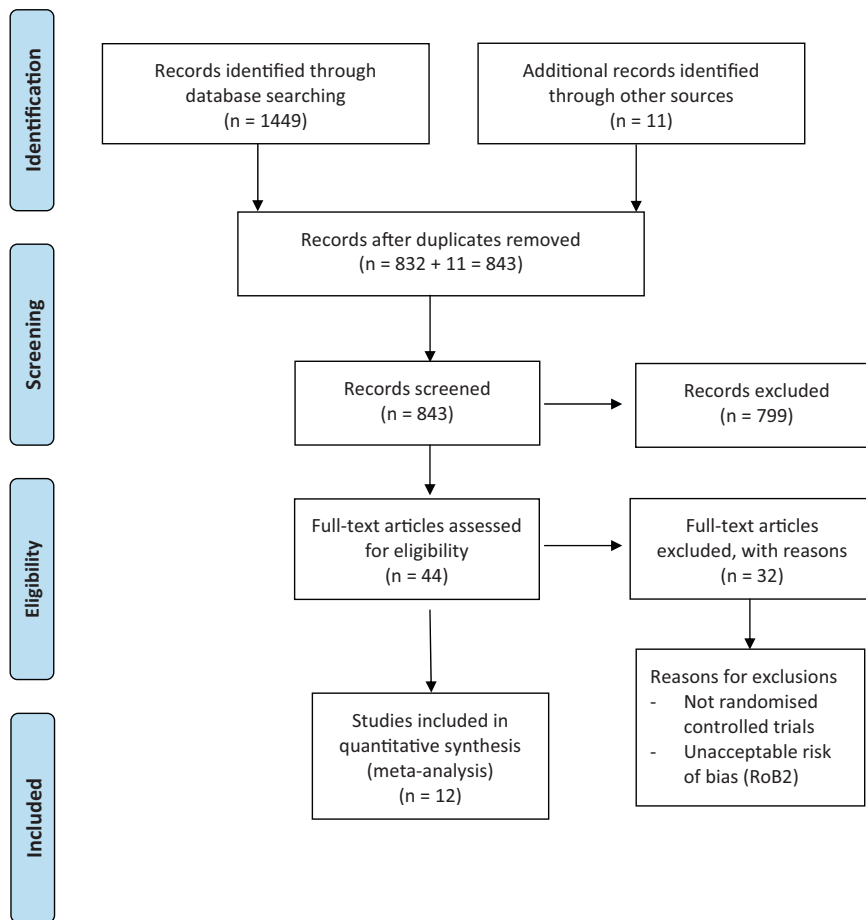 Identification
Records identified through
database searching
(n = 1449)
Additional records identified
through other sources
(n = 11)
Records after duplicates removed
(n = 832 + 11 = 843)
Screening
Records screened
(n = 843)
Records excluded
(n = 799)
Eligibility
Full-text articles assessed
for eligibility
(n = 44)
Full-text articles
excluded, with reasons
(n = 32)
Reasons for exclusions
- Not randomised
controlled trials
- Unacceptable risk
of bias (RoB2)
Included
Studies included in
quantitative synthesis
(meta-analysis)
(n = 12)